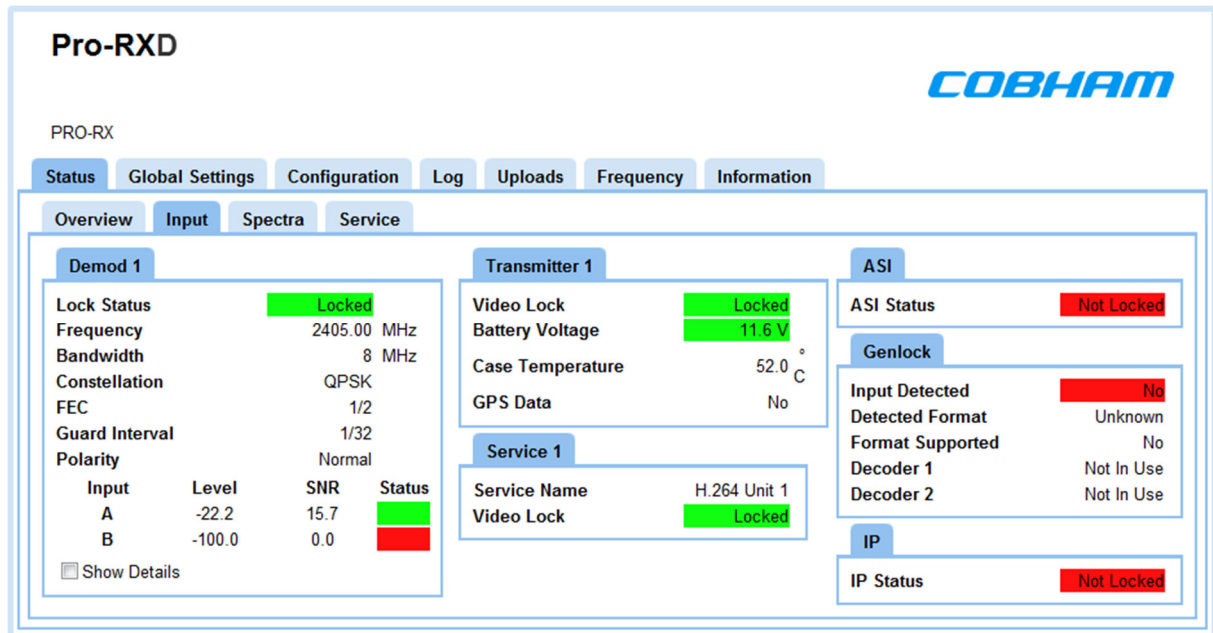 Pro-RXD
COBHAM
PRO-RX
Status Global Settings Configuration Log Uploads Frequency Information
Overview Input Spectra Service
Demod 1
Lock Status Locked
Frequency 2405.00 MHz
Bandwidth 8 MHz
Constellation QPSK
FEC 1/2
Guard Interval 1/32
Polarity Normal
Input Level SNR Status
A -22.2 15.7
B -100.0 0.0
Show Details
Transmitter 1
Video Lock Locked
Battery Voltage 11.6 V
Case Temperature 52.0 ° C
GPS Data No
Service 1
Service Name H.264 Unit 1
Video Lock Locked
ASI
ASI Status Not Locked
Genlock
Input Detected No
Detected Format Unknown
Format Supported No
Decoder 1 Not In Use
Decoder 2 Not In Use
IP
IP Status Not Locked